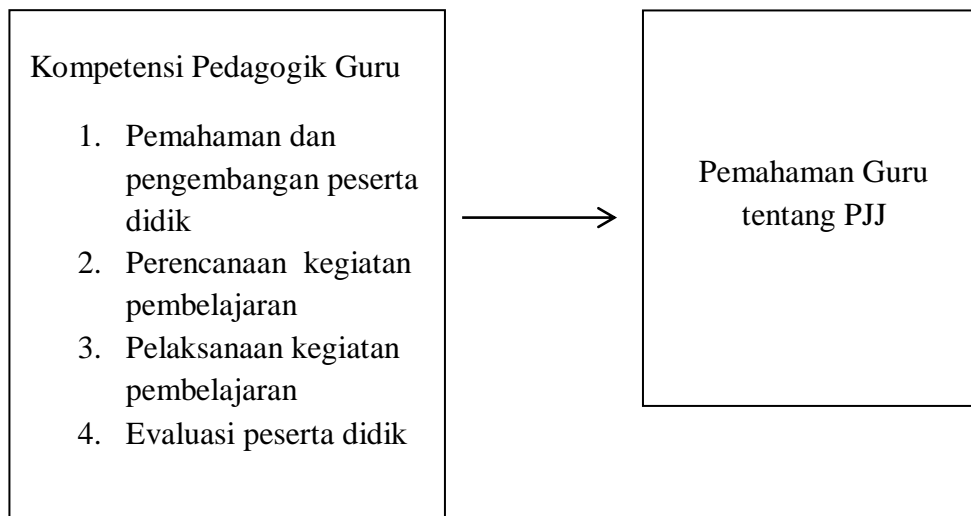 Kompetensi Pedagogik Guru
1. Pemahaman dan
pengembangan peserta
didik
2. Perencanaan kegiatan
pembelajaran
3. Pelaksanaan kegiatan
pembelajaran
4. Evaluasi peserta didik
Pemahaman Guru
tentang PJJ